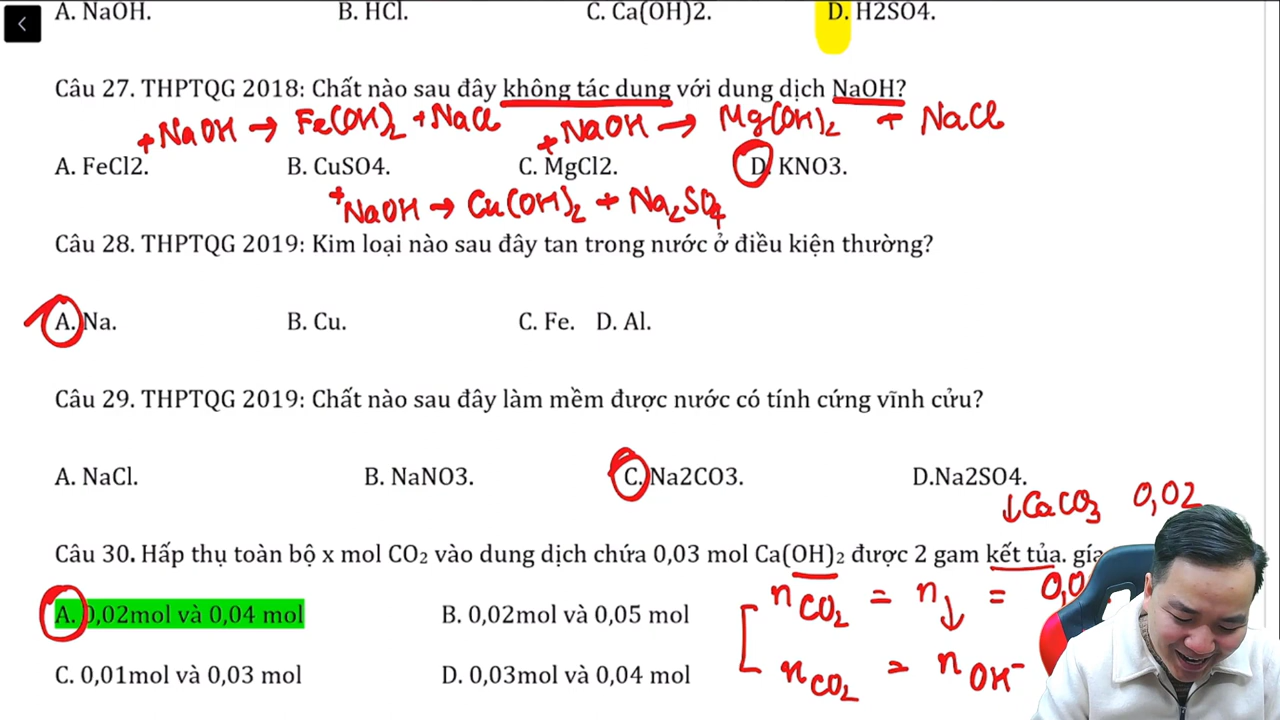 A. NaOH. B. HCl. C. Ca(OH)2. D. H2SO4.
Câu 27. THPTQG 2018: Chất nào sau đây không tác dụng với dung dịch NaOH?
+NaOH → Fe(OH)2 + NaCl +NaOH → Mg(OH)2 + NaCl
A. FeCl2. B. CuSO4. C. MgCl2. D. KNO3.
+NaOH → Cu(OH)2 + Na2SO4
Câu 28. THPTQG 2019: Kim loại nào sau đây tan trong nước ở điều kiện thường?
A. Na. B. Cu. C. Fe. D. Al.
Câu 29. THPTQG 2019: Chất nào sau đây làm mềm được nước có tính cứng vĩnh cửu?
A. NaCl. B. NaNO3. C. Na2CO3. D.Na2SO4.
↓CaCO3 0,02
Câu 30. Hấp thụ toàn bộ x mol CO₂ vào dung dịch chứa 0,03 mol Ca(OH)₂ được 2 gam kết tủa. gía
nCO2 = n↓ =
A. 0,02mol và 0,04 mol B. 0,02mol và 0,05 mol
nCO2 = nOH-
C. 0,01mol và 0,03 mol D. 0,03mol và 0,04 mol